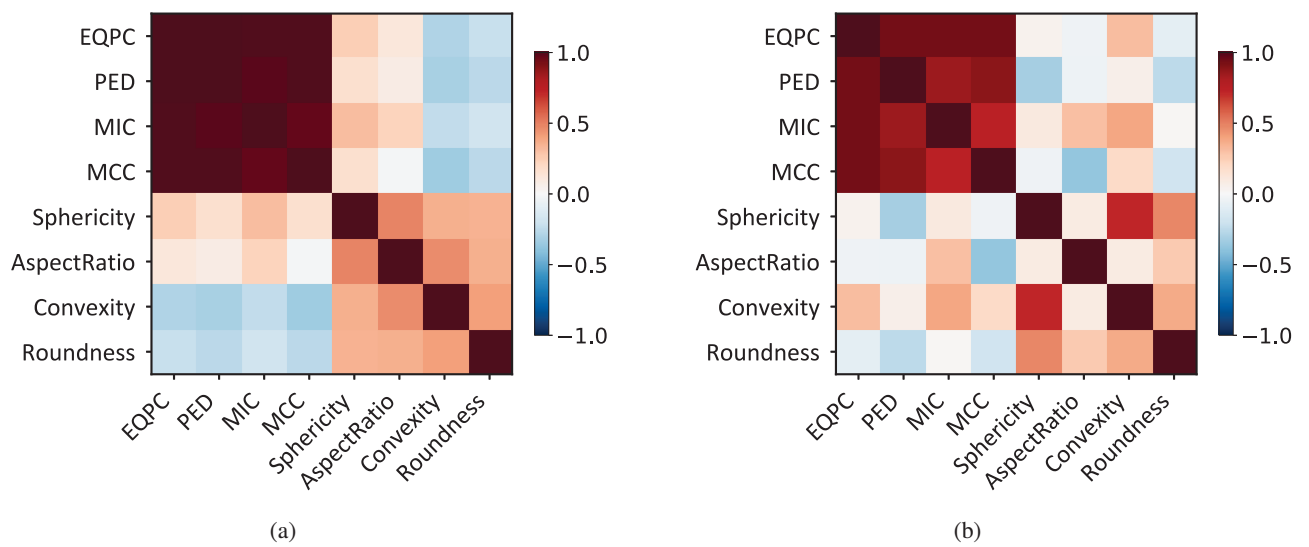 EQPC
PED
MIC
MCC
Sphericity
AspectRatio
Convexity
Roundness
EQPC
PED
MIC
MCC
Sphericity
AspectRatio
Convexity
Roundness
1.0
0.5
0.0
−0.5
−1.0
(a)
EQPC
PED
MIC
MCC
Sphericity
AspectRatio
Convexity
Roundness
EQPC
PED
MIC
MCC
Sphericity
AspectRatio
Convexity
Roundness
1.0
0.5
0.0
−0.5
−1.0
(b)